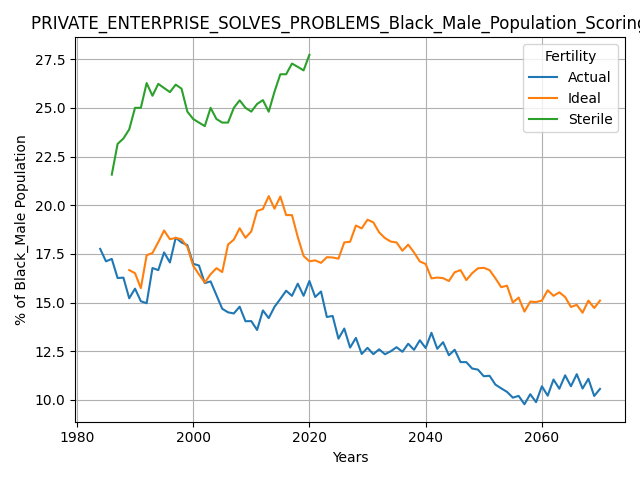 PRIVATE_ENTERPRISE_SOLVES_PROBLEMS_Black_Male_Population_Scoring
Fertility
Actual
Ideal
Sterile
% of Black_Male Population
27.5
25.0
22.5
20.0
17.5
15.0
12.5
10.0
1980 2000 2020 2040 2060
Years